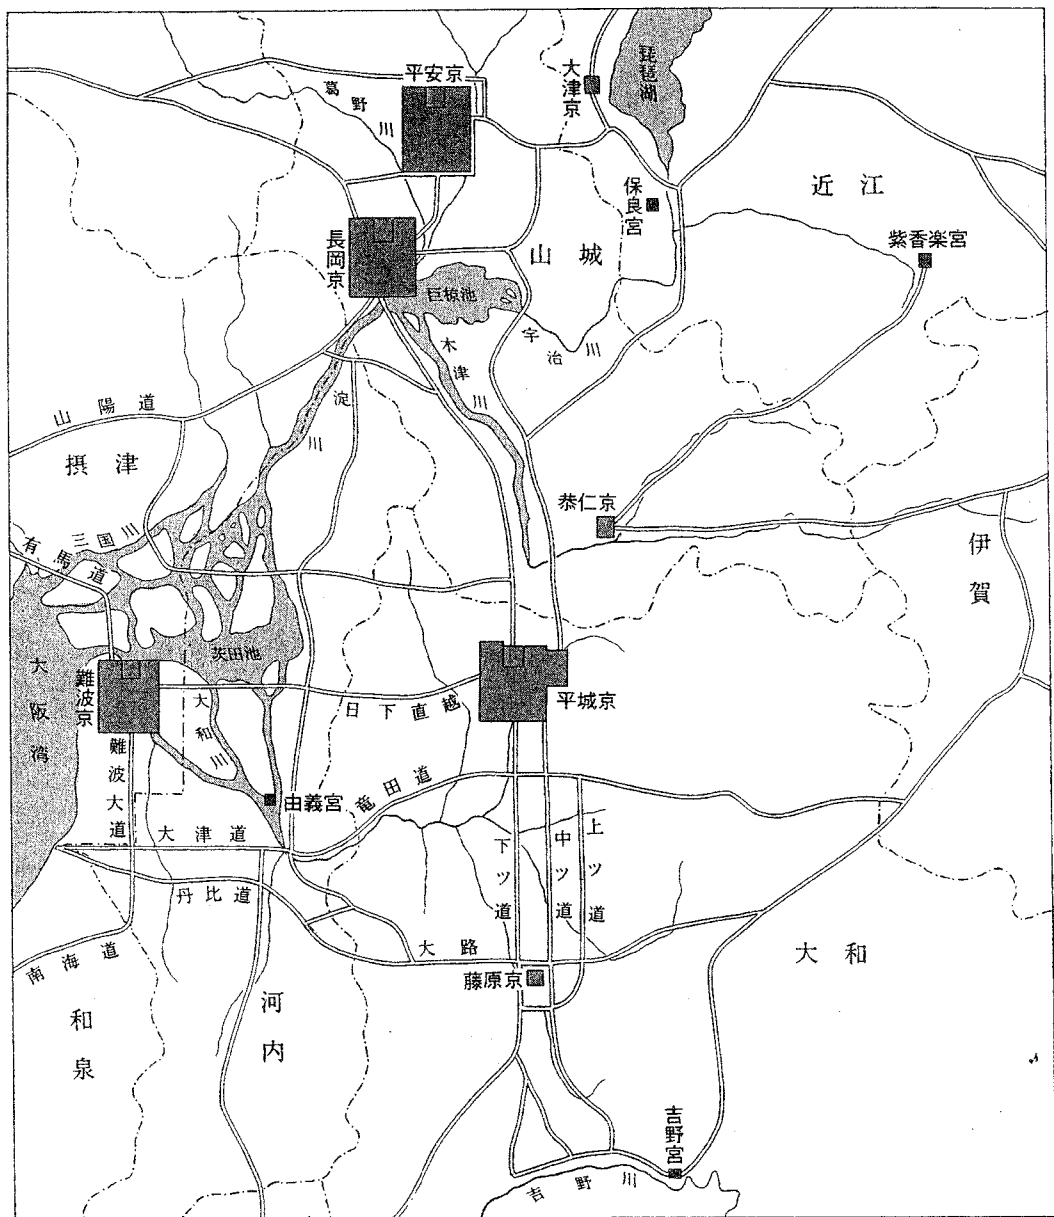 平安京
葛野川
大津京
琵琶湖
近江
保良宮
紫香楽宮
長岡京
山城
巨椋池
宇治川
木津川
淀川
山陽道
摂津
恭仁京
三国川
有馬道
伊賀
茨田池
大阪湾
難波京
大和川
日下直越
平城京
難波大道
由義宮
竜田道
大津道
下ツ道
中ツ道
上ツ道
丹比道
大路
南海道
藤原京
大和
河内
和泉
吉野宮
吉野川